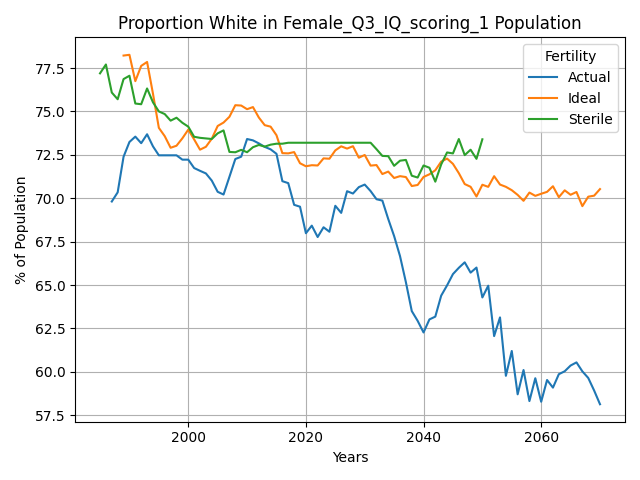 Proportion White in Female_Q3_IQ_scoring_1 Population
Fertility
Actual
Ideal
Sterile
% of Population
77.5
75.0
72.5
70.0
67.5
65.0
62.5
60.0
57.5
2000
2020
2040
2060
Years